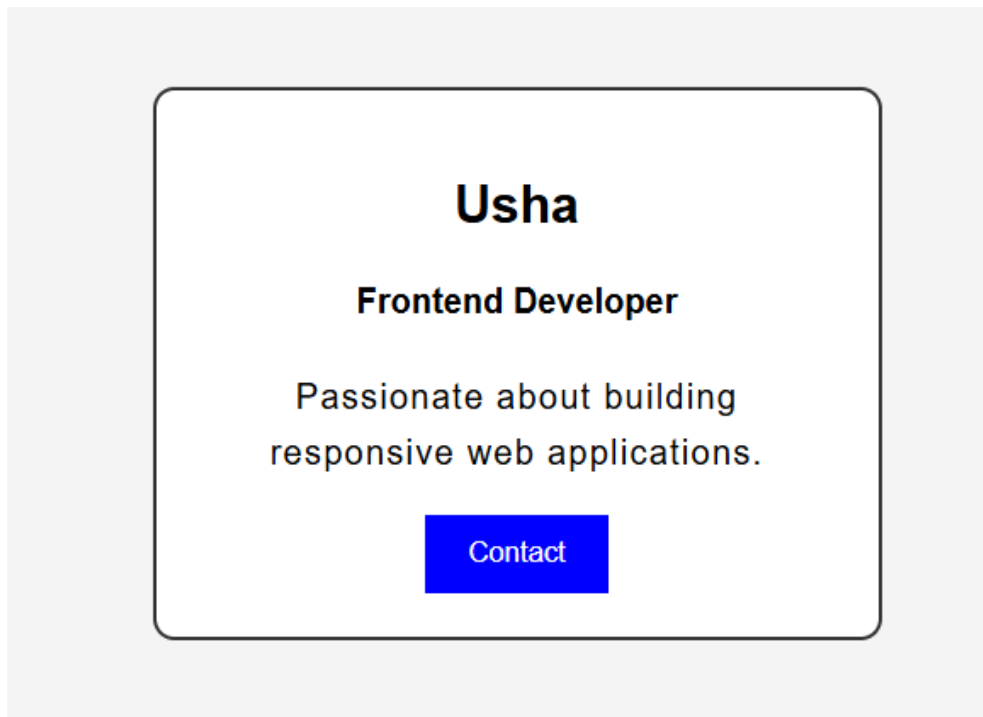 Usha
Frontend Developer
Passionate about building
responsive web applications.
Contact